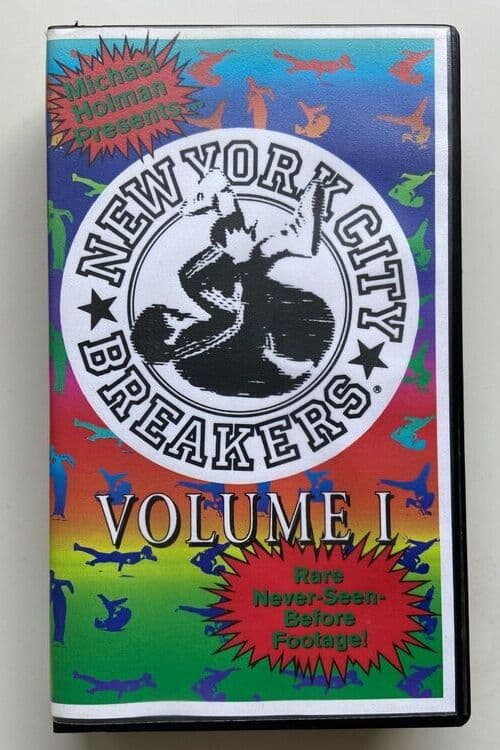 Michael
Holman
Presents...
NEW YORK CITY
BREAKERS®
VOLUME I
Rare
Never-Seen-
Before
Footage!